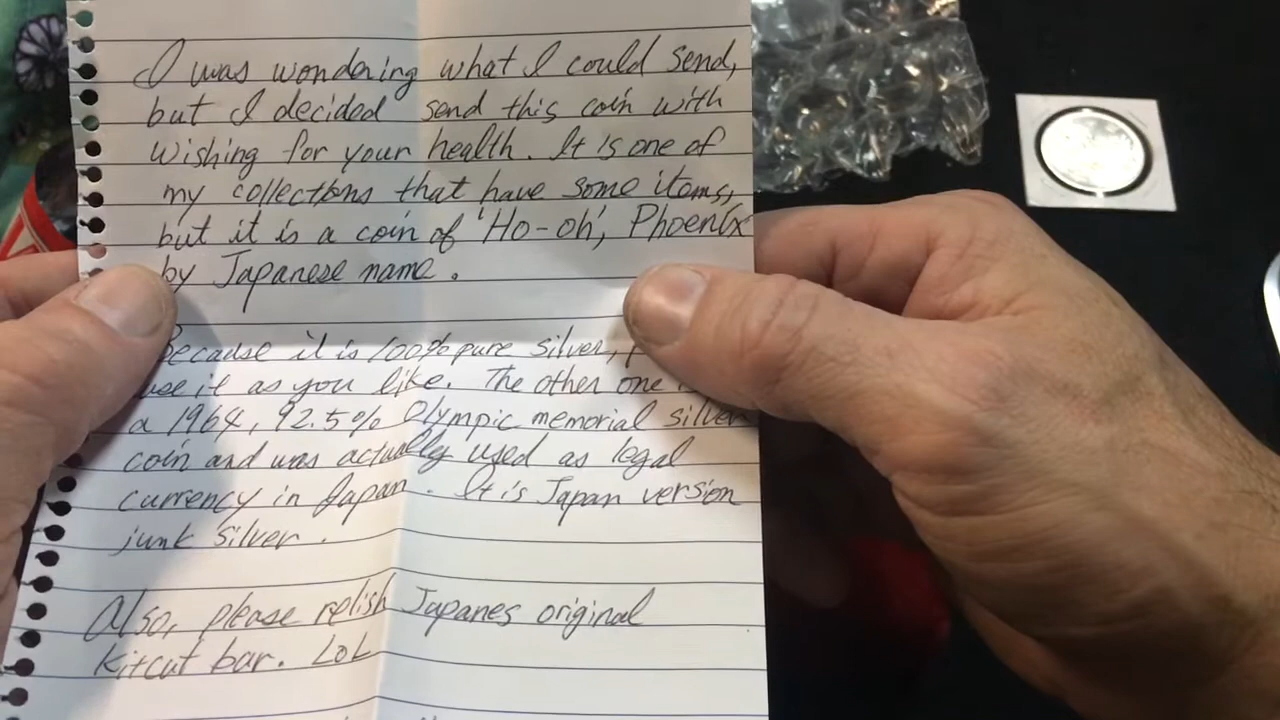 I was wondering what I could send,
but I decided send this coin with
wishing for your health. It is one of
my collections that have some items,
but it is a coin of 'Ho-oh', Phoenix
by Japanese name.
Because it is 100% pure silver,
use it as you like. The other one
a 1964, 92.5% Olympic memorial silver
coin and was actually used as legal
currency in Japan. It is Japan version
junk silver.
Also, please relish Japanes original
Kitcut bar. LoL